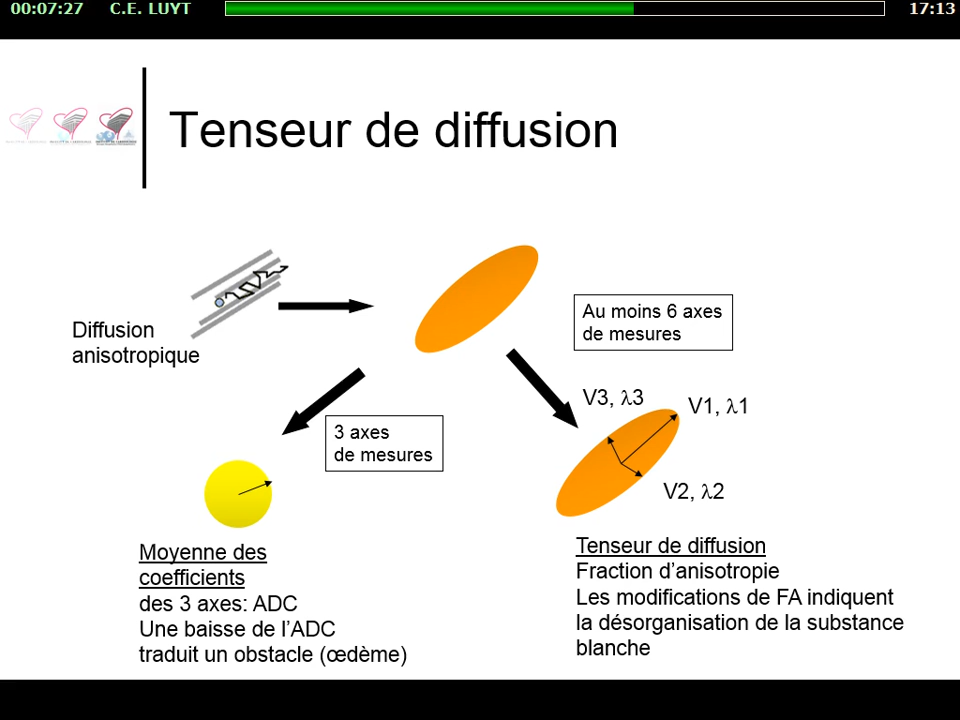 00:07:27 C.E. LUYT 17:13
Tenseur de diffusion
Diffusion
anisotropique
Au moins 6 axes
de mesures
3 axes
de mesures
V3, λ3
V1, λ1
V2, λ2
Moyenne des
coefficients
des 3 axes: ADC
Une baisse de l’ADC
traduit un obstacle (œdème)
Tenseur de diffusion
Fraction d’anisotropie
Les modifications de FA indiquent
la désorganisation de la substance
blanche